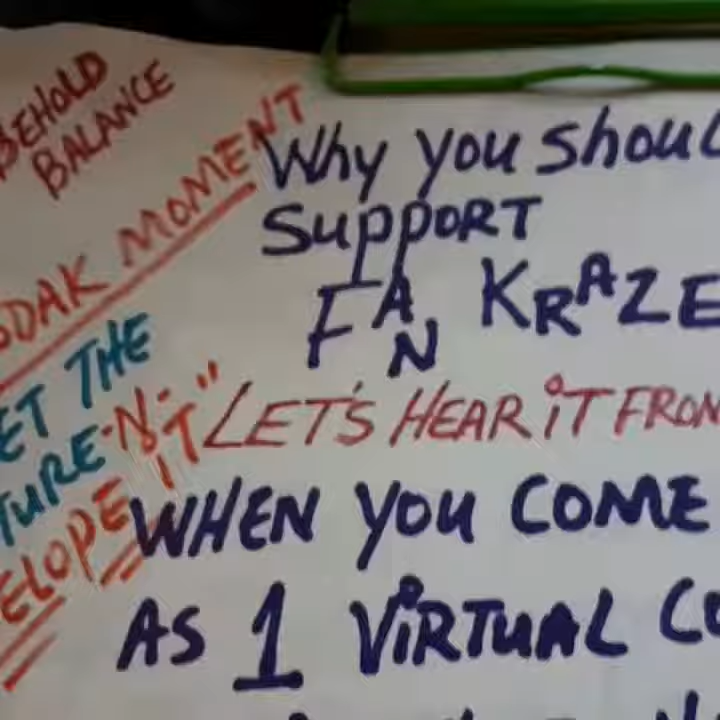 BEHOLD
BALANCE
ODAK MOMENT
ET THE
TURE-N-
ELOPE IT"
Why you shoul
SUPPORT
FAN KRAZE
LET'S HEAR iT FROM
WHEN YOU COME
AS 1 ViRTUAL CO